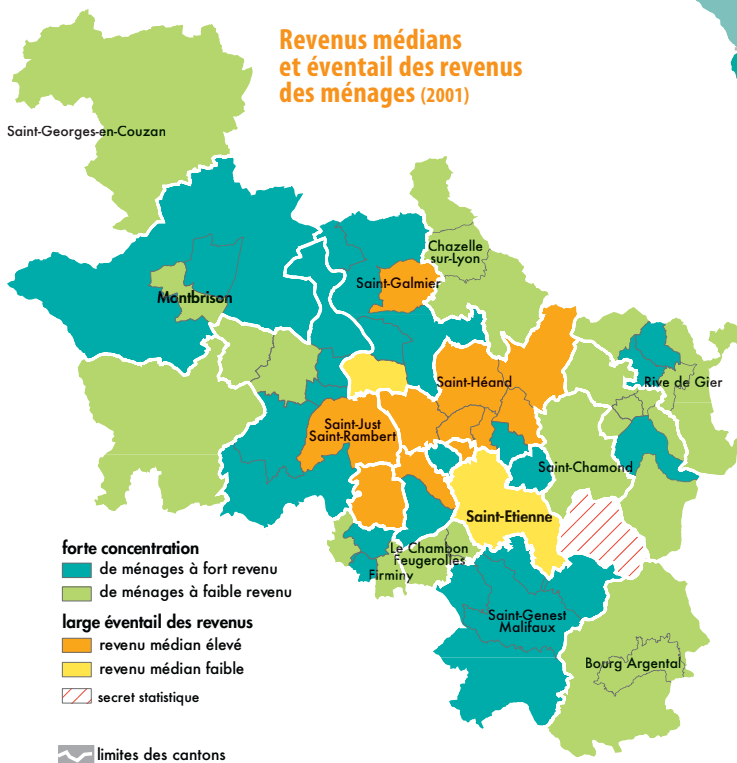 Revenus médians
et éventail des revenus
des ménages (2001)
Saint-Georges-en-Couzan
Chazelle
sur-Lyon
Saint-Galmier
Montbrison
Saint-Héand
Rive de Gier
Saint-Just
Saint-Rambert
Saint-Chamond
Saint-Etienne
Le Chambon
Feugerolles
Firminy
Saint-Genest
Malifaux
Bourg Argental
forte concentration
de ménages à fort revenu
de ménages à faible revenu
large éventail des revenus
revenu médian élevé
revenu médian faible
secret statistique
limites des cantons